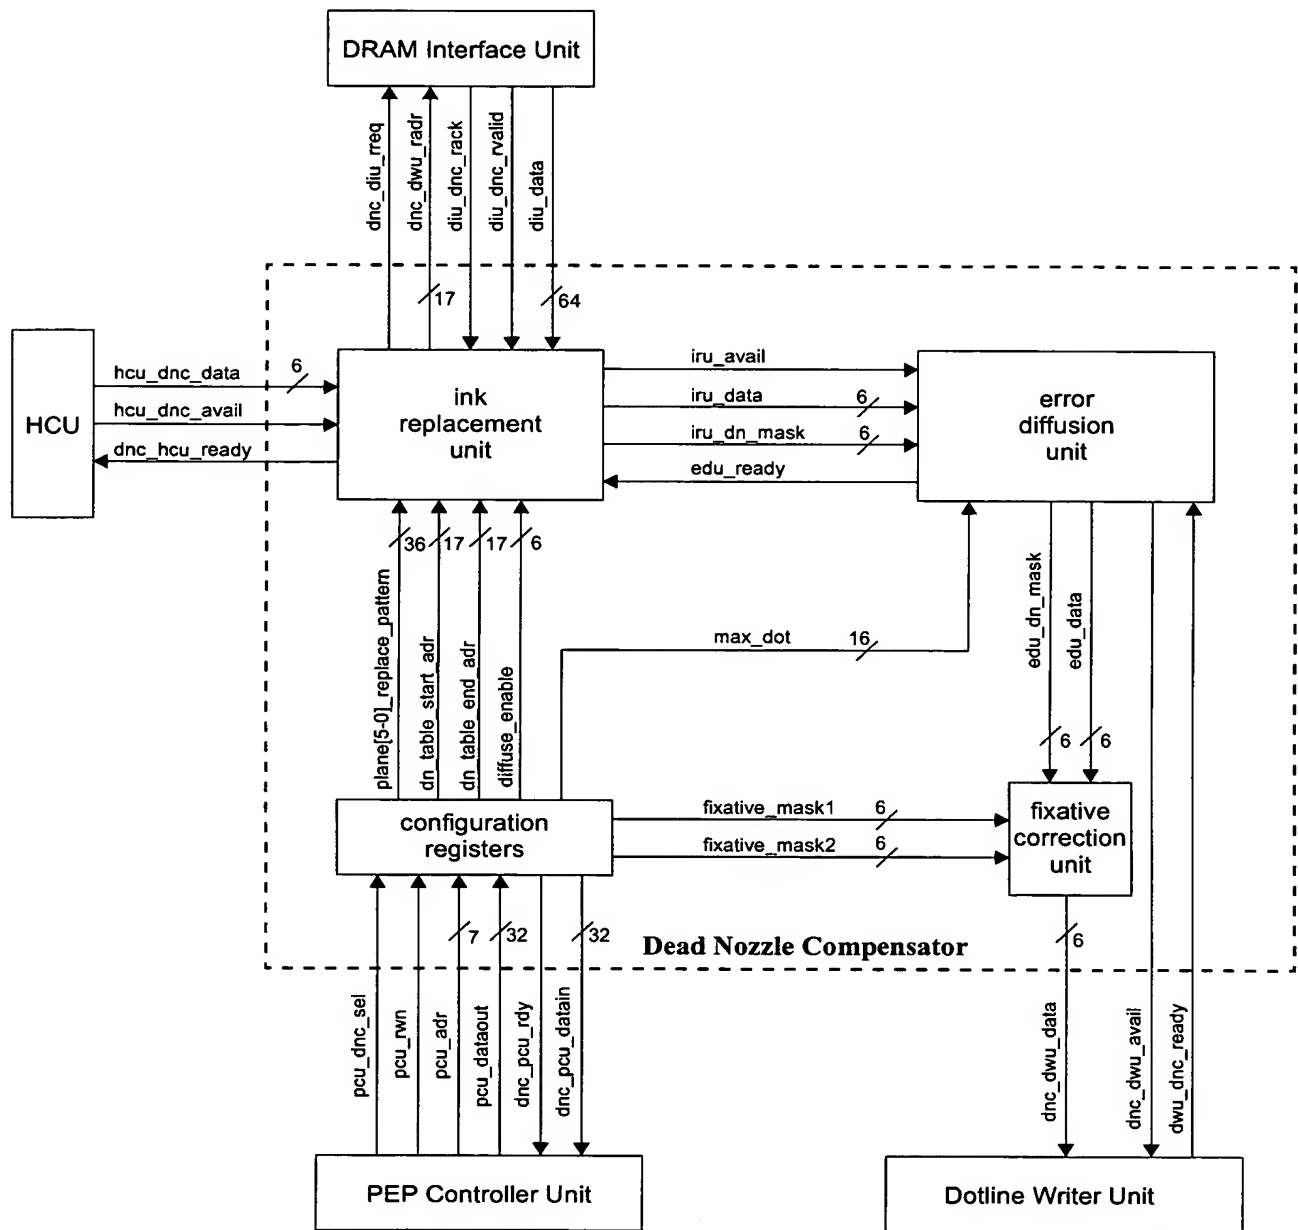 DRAM Interface Unit
dnc_diu_rreq
dnc_dwu_radr
diu_dnc_rack
diu_dnc_rvalid
diu_data
17
64
HCU
hcu_dnc_data
6
hcu_dnc_avail
dnc_hcu_ready
ink
replacement
unit
iru_avail
iru_data
6
iru_dn_mask
6
edu_ready
error
diffusion
unit
36
17
17
6
plane[5-0]_replace_pattern
dn_table_start_adr
dn_table_end_adr
diffuse_enable
max_dot
16
edu_dn_mask
edu_data
6
6
configuration
registers
fixative_mask1
6
fixative_mask2
6
fixative
correction
unit
7
32
32
6
Dead Nozzle Compensator
pcu_dnc_sel
pcu_rwn
pcu_adr
pcu_dataout
dnc_pcu_rdy
dnc_pcu_datain
dnc_dwu_data
dnc_dwu_avail
dwu_dnc_ready
PEP Controller Unit
Dotline Writer Unit